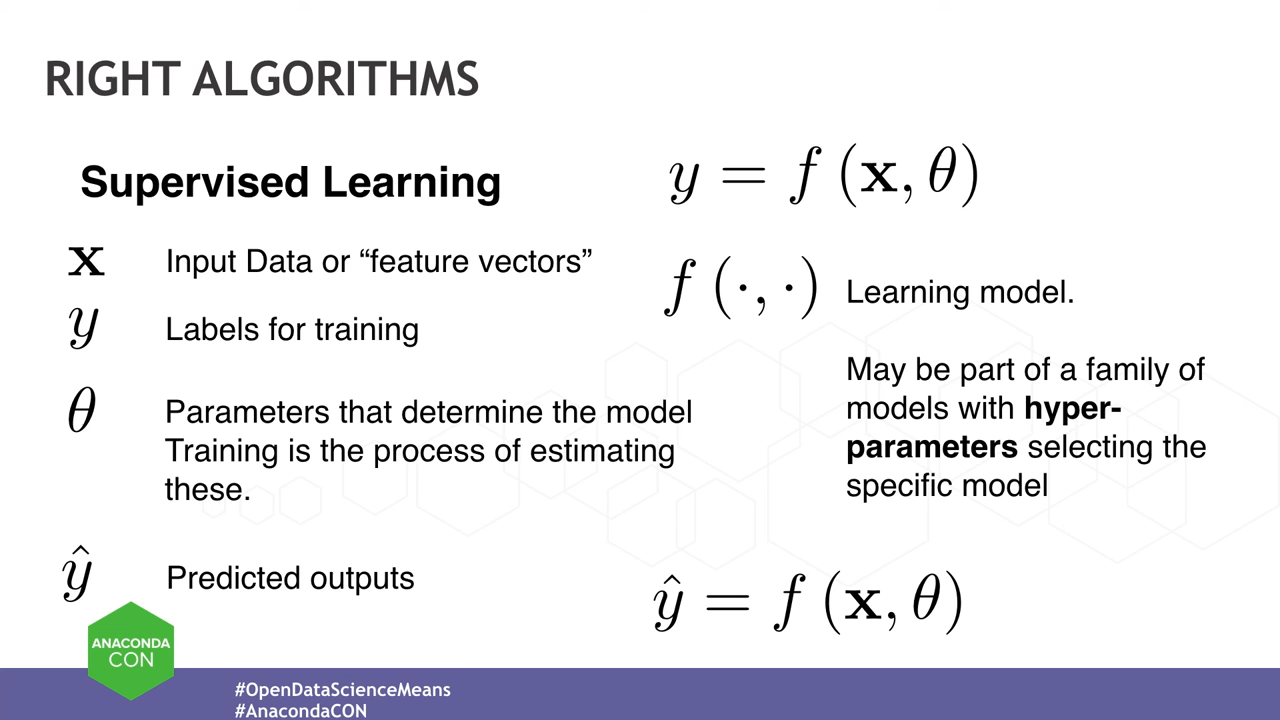 RIGHT ALGORITHMS
Supervised Learning
x Input Data or “feature vectors”
y Labels for training
θ Parameters that determine the model
Training is the process of estimating
these.
ŷ Predicted outputs
y = f (x, θ)
f (·, ·) Learning model.
May be part of a family of
models with hyper-
parameters selecting the
specific model
ŷ = f (x, θ)
ANACONDA
CON
#OpenDataScienceMeans
#AnacondaCON